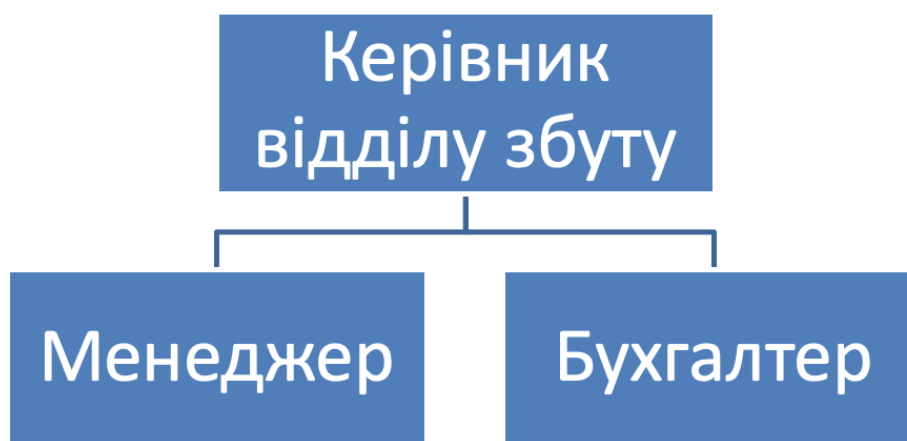 Керівник
відділу збуту
Менеджер
Бухгалтер